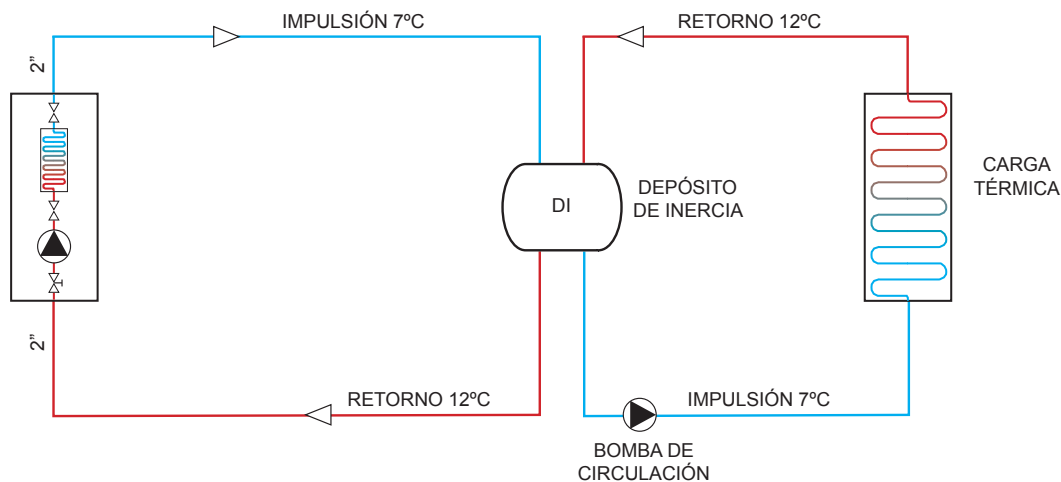 IMPULSIÓN 7ºC
RETORNO 12ºC
2”
DI
DEPÓSITO
DE INERCIA
CARGA
TÉRMICA
2”
RETORNO 12ºC
IMPULSIÓN 7ºC
BOMBA DE
CIRCULACIÓN